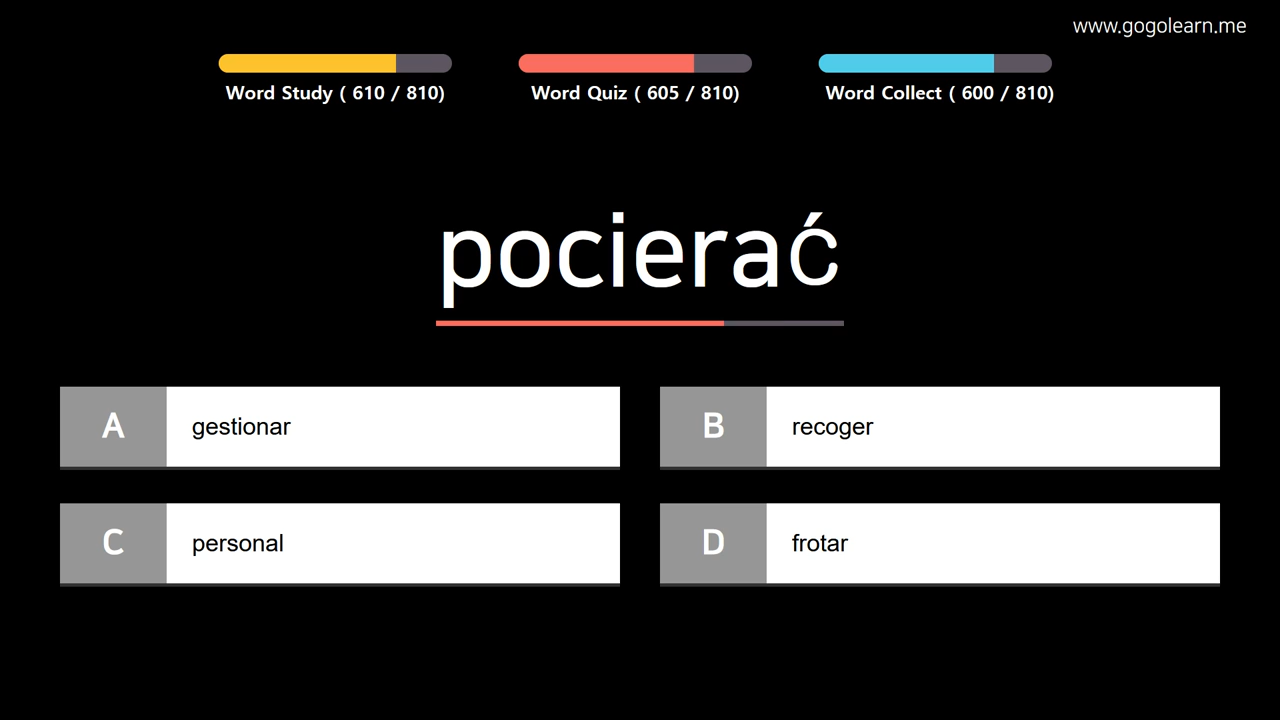 www.gogolearn.me
Word Study ( 610 / 810)
Word Quiz ( 605 / 810)
Word Collect ( 600 / 810)
pocierać
A gestionar
B recoger
C personal
D frotar